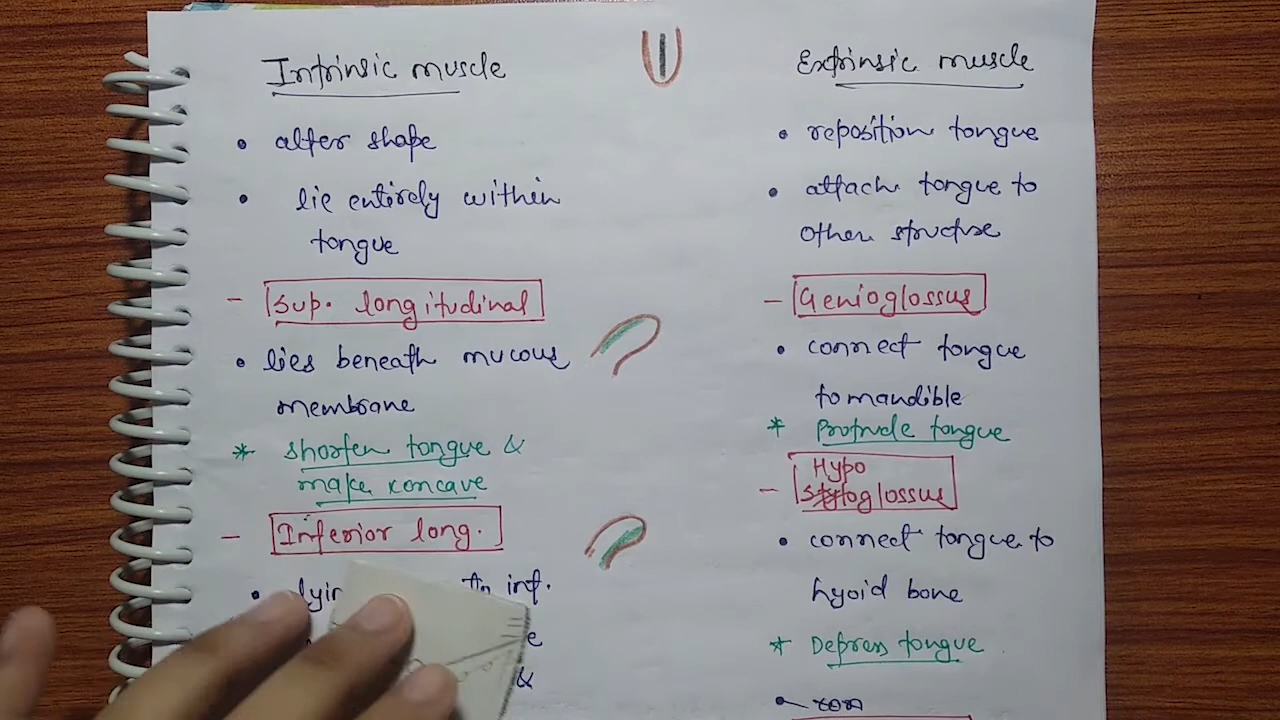 Intrinsic muscle
• alter shape
• lie entirely within
tongue
- Sup. longitudinal
• lies beneath mucous
membrane
* shorten tongue &
make concave
- Inferior long.
• inf.
&
Extrinsic muscle
• reposition tongue
• attach tongue to
other structure
- Genioglossus
• connect tongue
to mandible
* Protrude tongue
Hypo
- glossus
• connect tongue to
hyoid bone
* Depress tongue